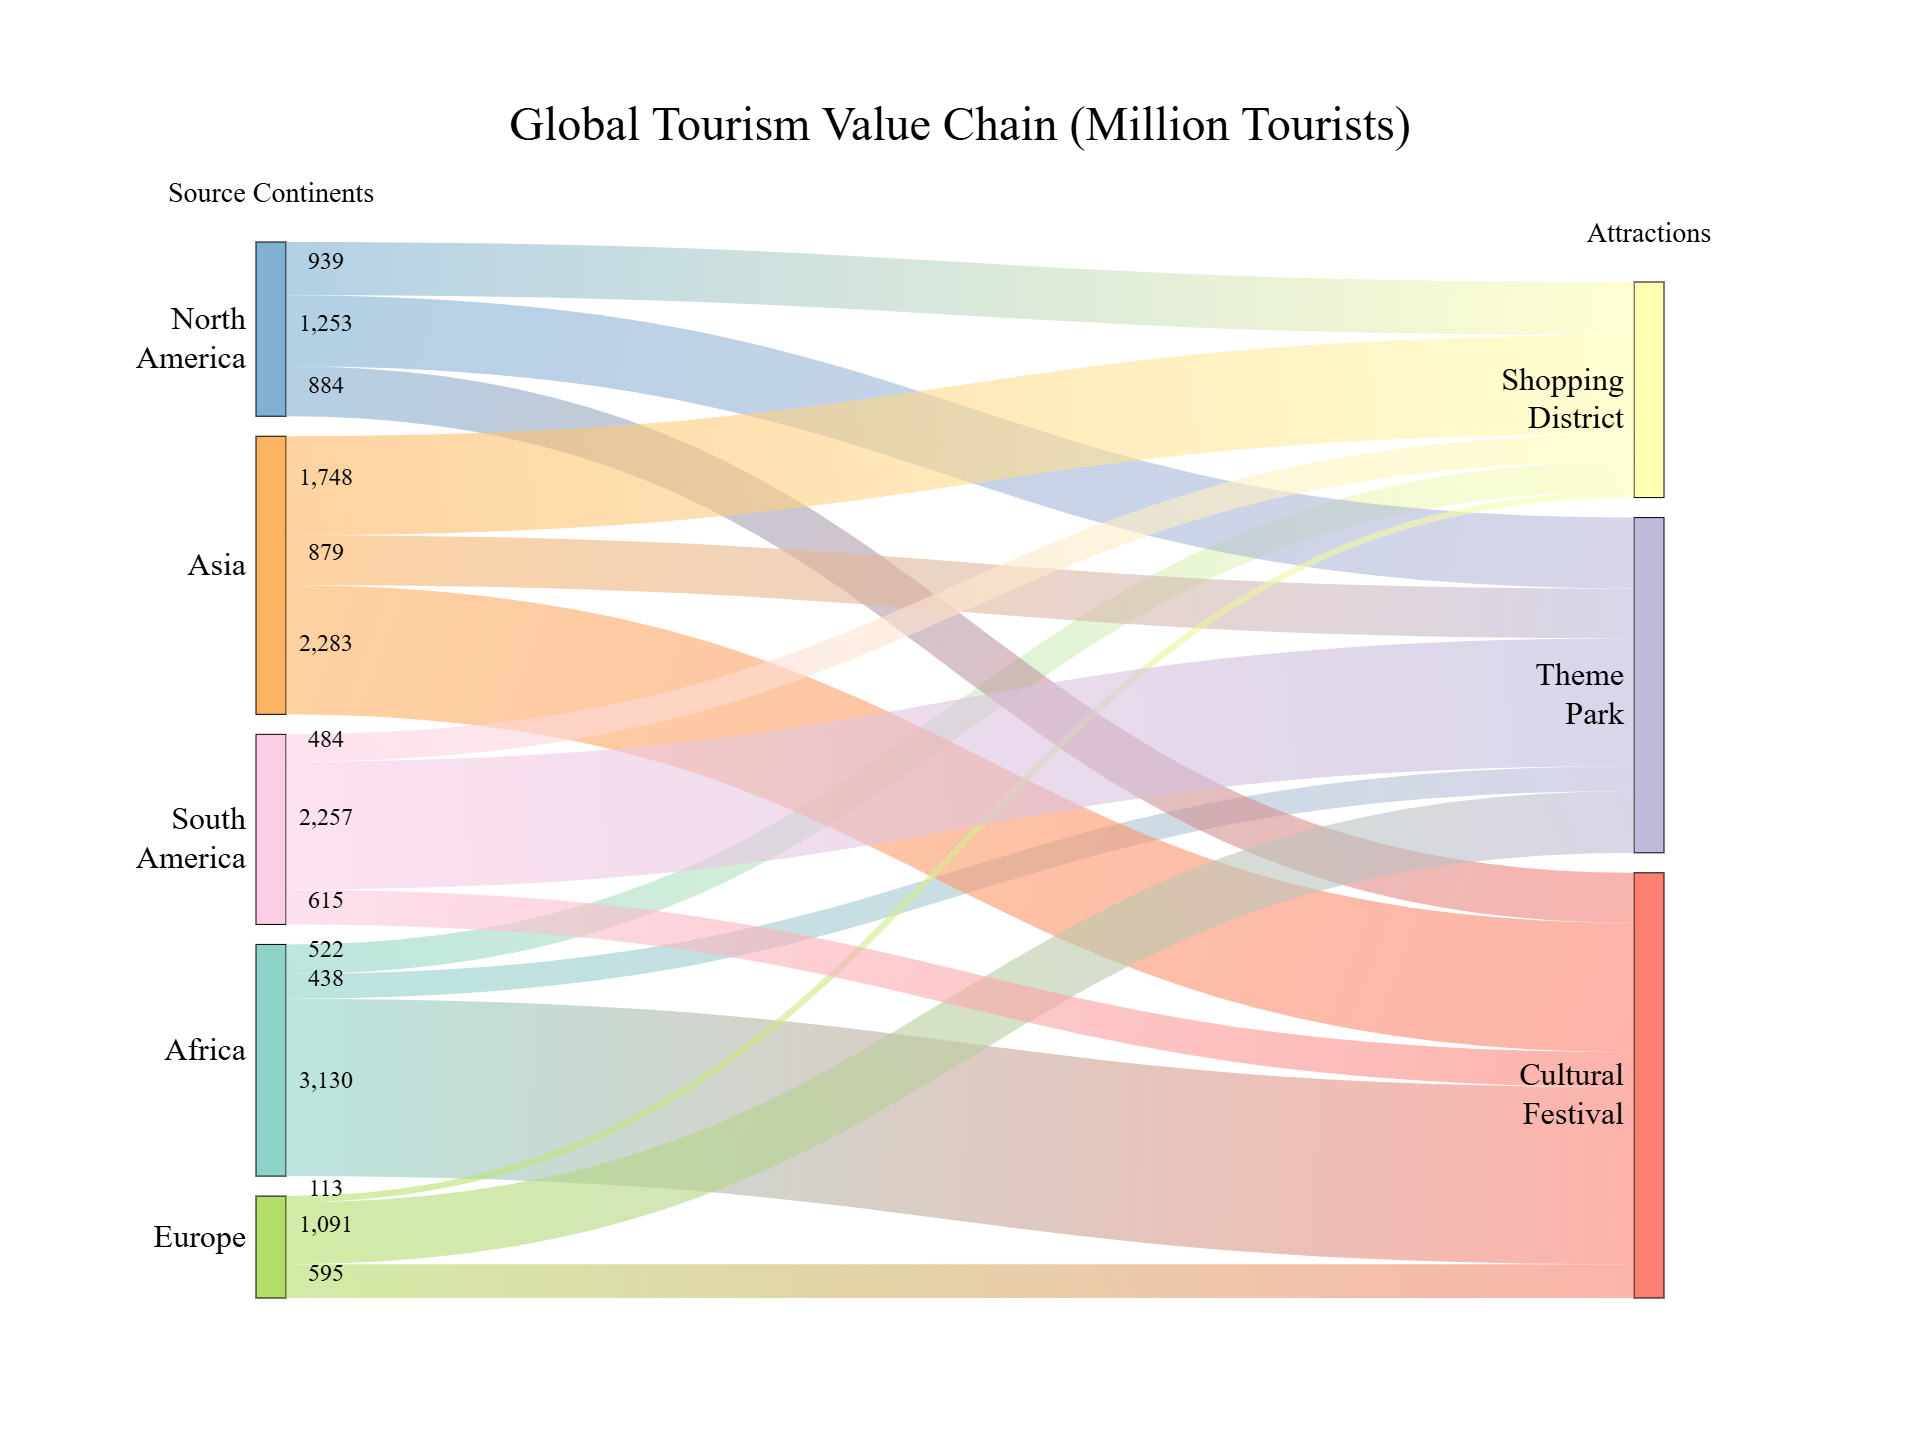 Global Tourism Value Chain (Million Tourists)
Source Continents
Attractions
939
North
America
1,253
884
Shopping
District
1,748
Asia
879
2,283
Theme
Park
484
South
America
2,257
615
522
438
Africa
3,130
Cultural
Festival
113
Europe
1,091
595